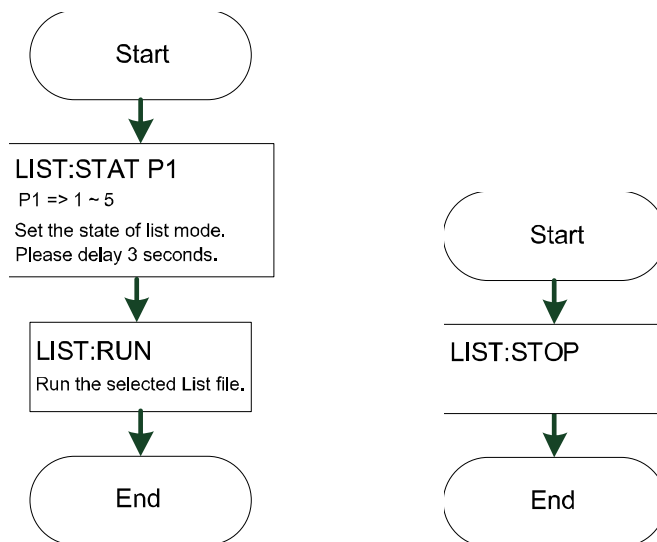 Start
LIST:STAT P1
P1 => 1 ~ 5
Set the state of list mode.
Please delay 3 seconds.
LIST:RUN
Run the selected List file.
End
Start
LIST:STOP
End